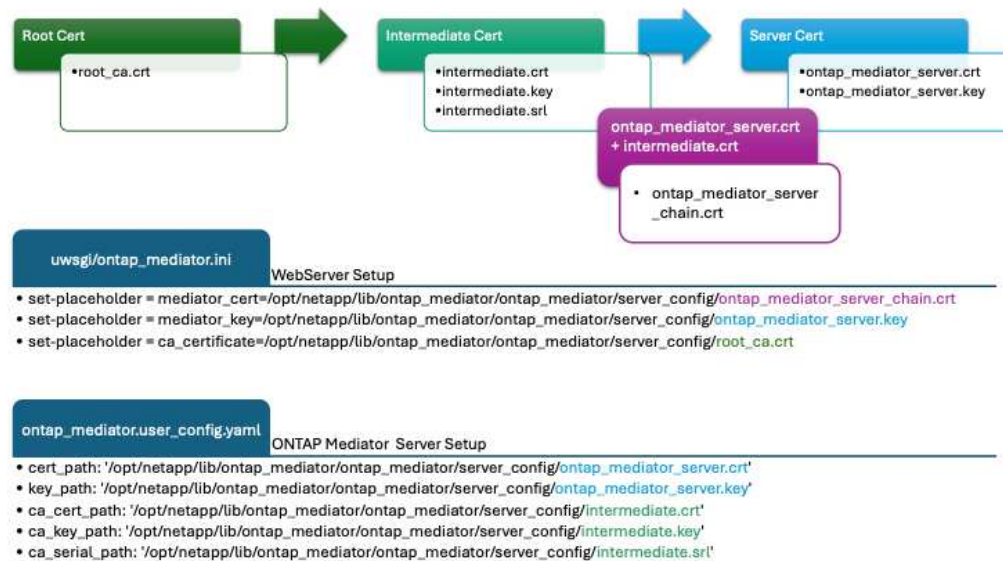 Root Cert
•root_ca.crt
Intermediate Cert
•intermediate.crt
•intermediate.key
•intermediate.srl
Server Cert
•ontap_mediator_server.crt
•ontap_mediator_server.key
ontap_mediator_server.crt
+ intermediate.crt
• ontap_mediator_server
_chain.crt
uwsgi/ontap_mediator.ini
WebServer Setup
• set-placeholder = mediator_cert=/opt/netapp/lib/ontap_mediator/ontap_mediator/server_config/ontap_mediator_server_chain.crt
• set-placeholder = mediator_key=/opt/netapp/lib/ontap_mediator/ontap_mediator/server_config/ontap_mediator_server.key
• set-placeholder = ca_certificate=/opt/netapp/lib/ontap_mediator/ontap_mediator/server_config/root_ca.crt
ontap_mediator.user_config.yaml
ONTAP Mediator Server Setup
• cert_path: '/opt/netapp/lib/ontap_mediator/ontap_mediator/server_config/ontap_mediator_server.crt'
• key_path: '/opt/netapp/lib/ontap_mediator/ontap_mediator/server_config/ontap_mediator_server.key'
• ca_cert_path: '/opt/netapp/lib/ontap_mediator/ontap_mediator/server_config/intermediate.crt'
• ca_key_path: '/opt/netapp/lib/ontap_mediator/ontap_mediator/server_config/intermediate.key'
• ca_serial_path: '/opt/netapp/lib/ontap_mediator/ontap_mediator/server_config/intermediate.srl'